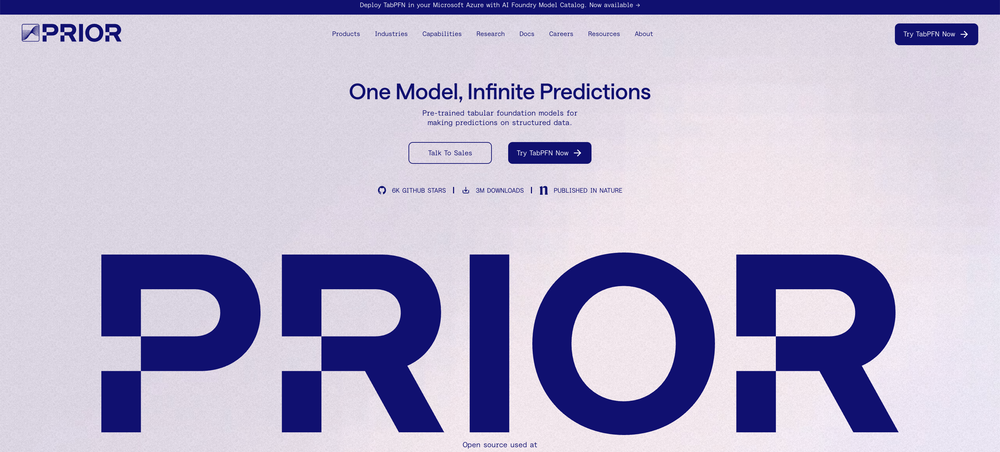 Deploy TabPFN in your Microsoft Azure with AI Foundry Model Catalog. Now available →
PRIOR
Products Industries Capabilities Research Docs Careers Resources About
Try TabPFN Now
One Model, Infinite Predictions
Pre-trained tabular foundation models for
making predictions on structured data.
Talk To Sales
Try TabPFN Now
6K GITHUB STARS
3M DOWNLOADS
n PUBLISHED IN NATURE
PRIOR
Open source used at